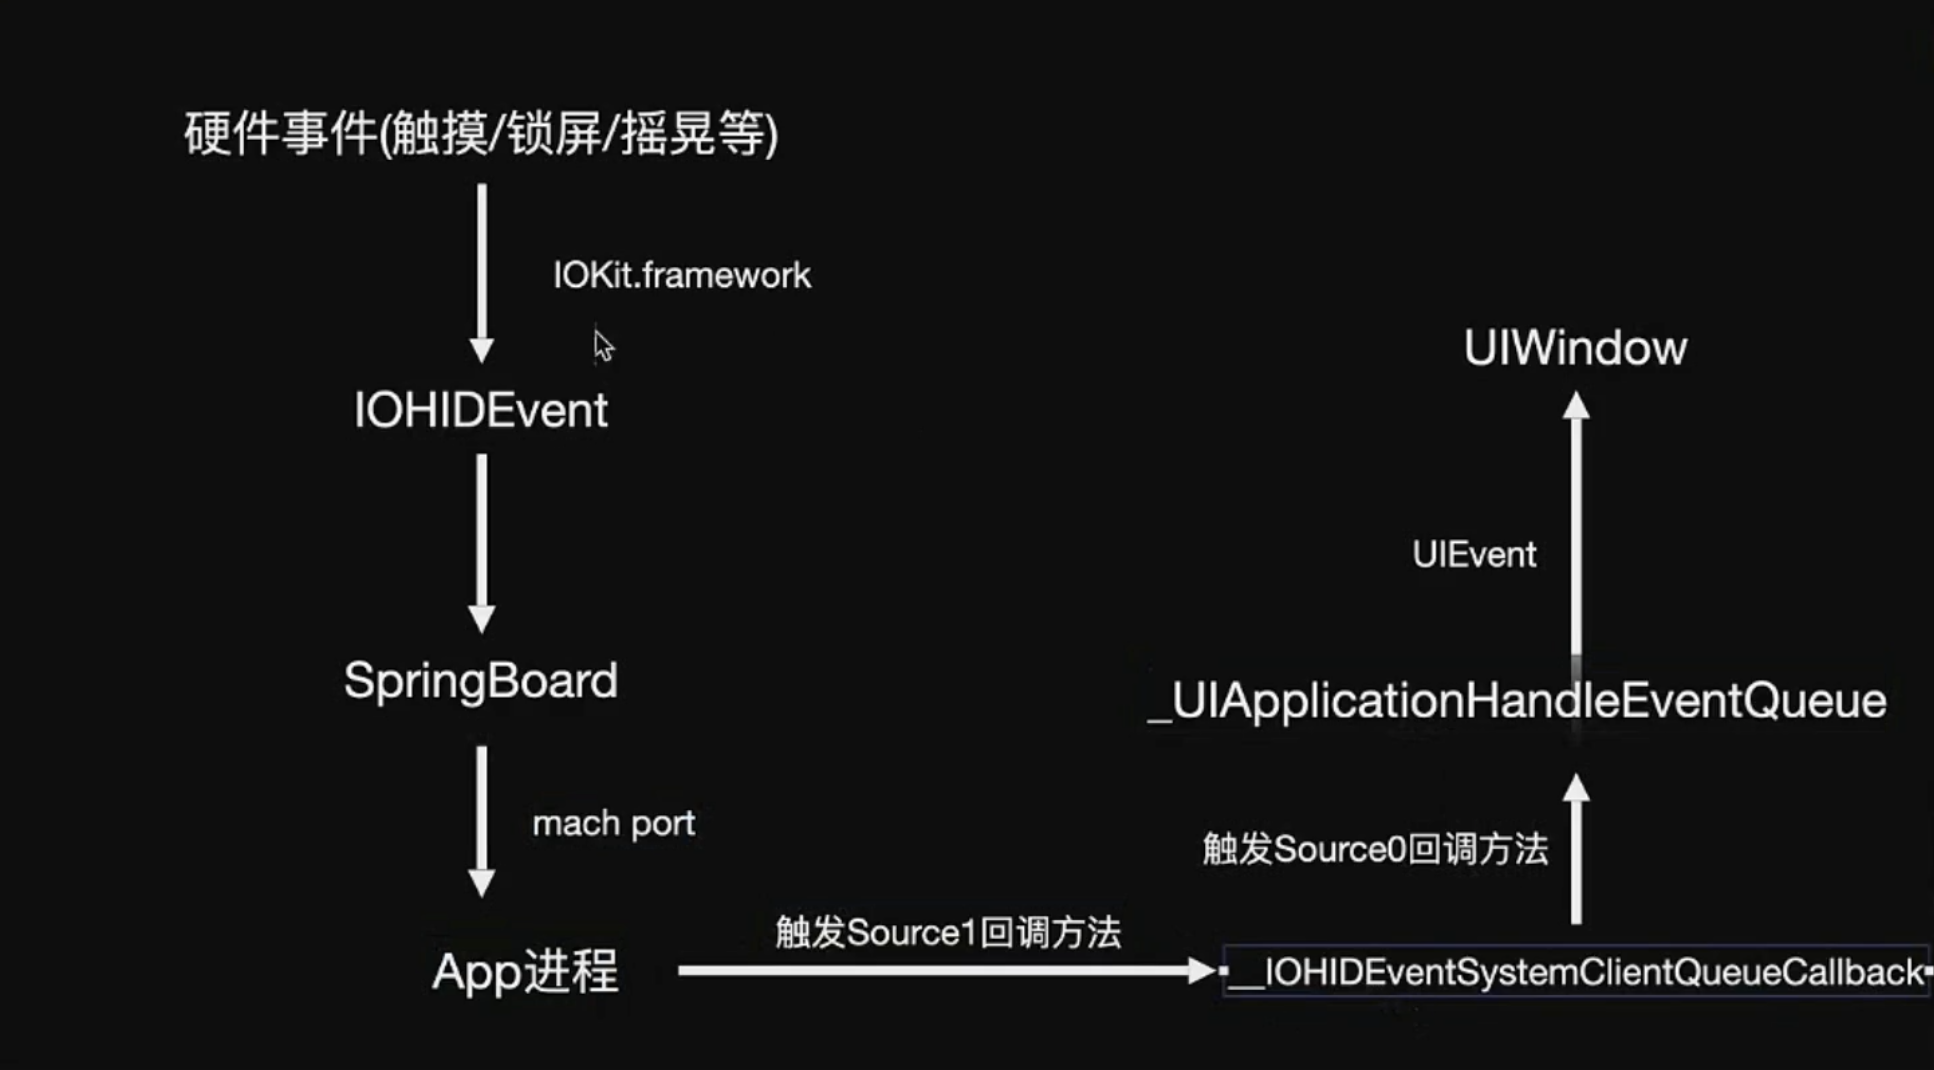 硬件事件(触摸/锁屏/摇晃等)
IOKit.framework
IOHIDEvent
SpringBoard
mach port
App进程
触发Source1回调方法
__IOHIDEventSystemClientQueueCallback
触发Source0回调方法
_UIApplicationHandleEventQueue
UIEvent
UIWindow